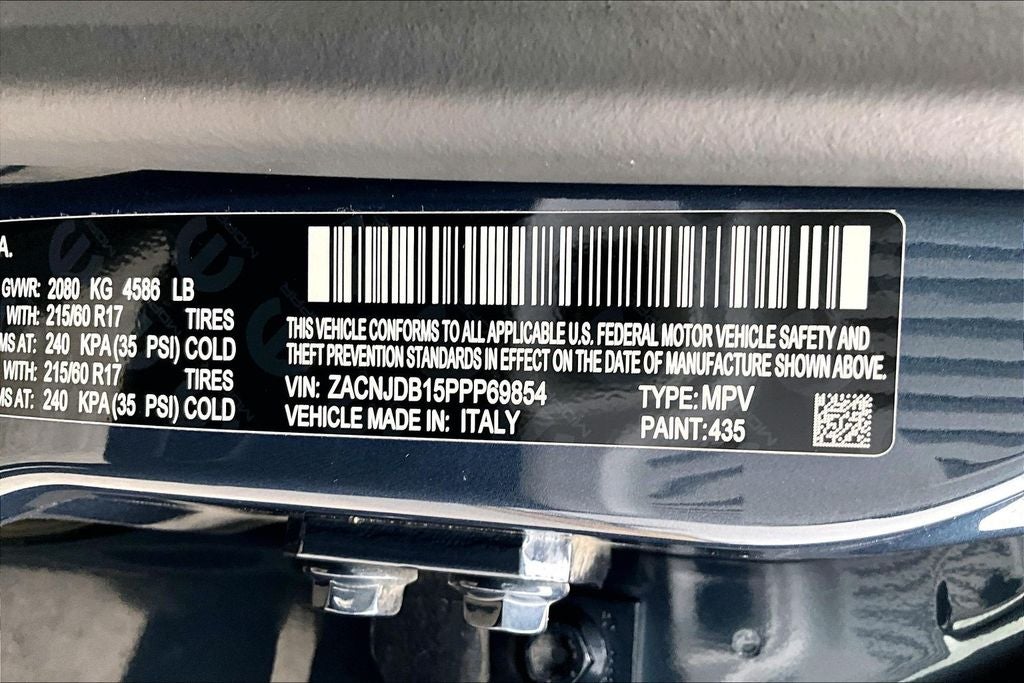 A.
GVWR: 2080 KG 4586 LB
WITH: 215/60 R17 TIRES
MS AT: 240 KPA(35 PSI) COLD
WITH: 215/60 R17 TIRES
MS AT: 240 KPA(35 PSI) COLD
THIS VEHICLE CONFORMS TO ALL APPLICABLE U.S. FEDERAL MOTOR VEHICLE SAFETY AND
THEFT PREVENTION STANDARDS IN EFFECT ON THE DATE OF MANUFACTURE SHOWN ABOVE.
VIN: ZACNJDB15PPP69854 TYPE: MPV
VEHICLE MADE IN: ITALY PAINT:435